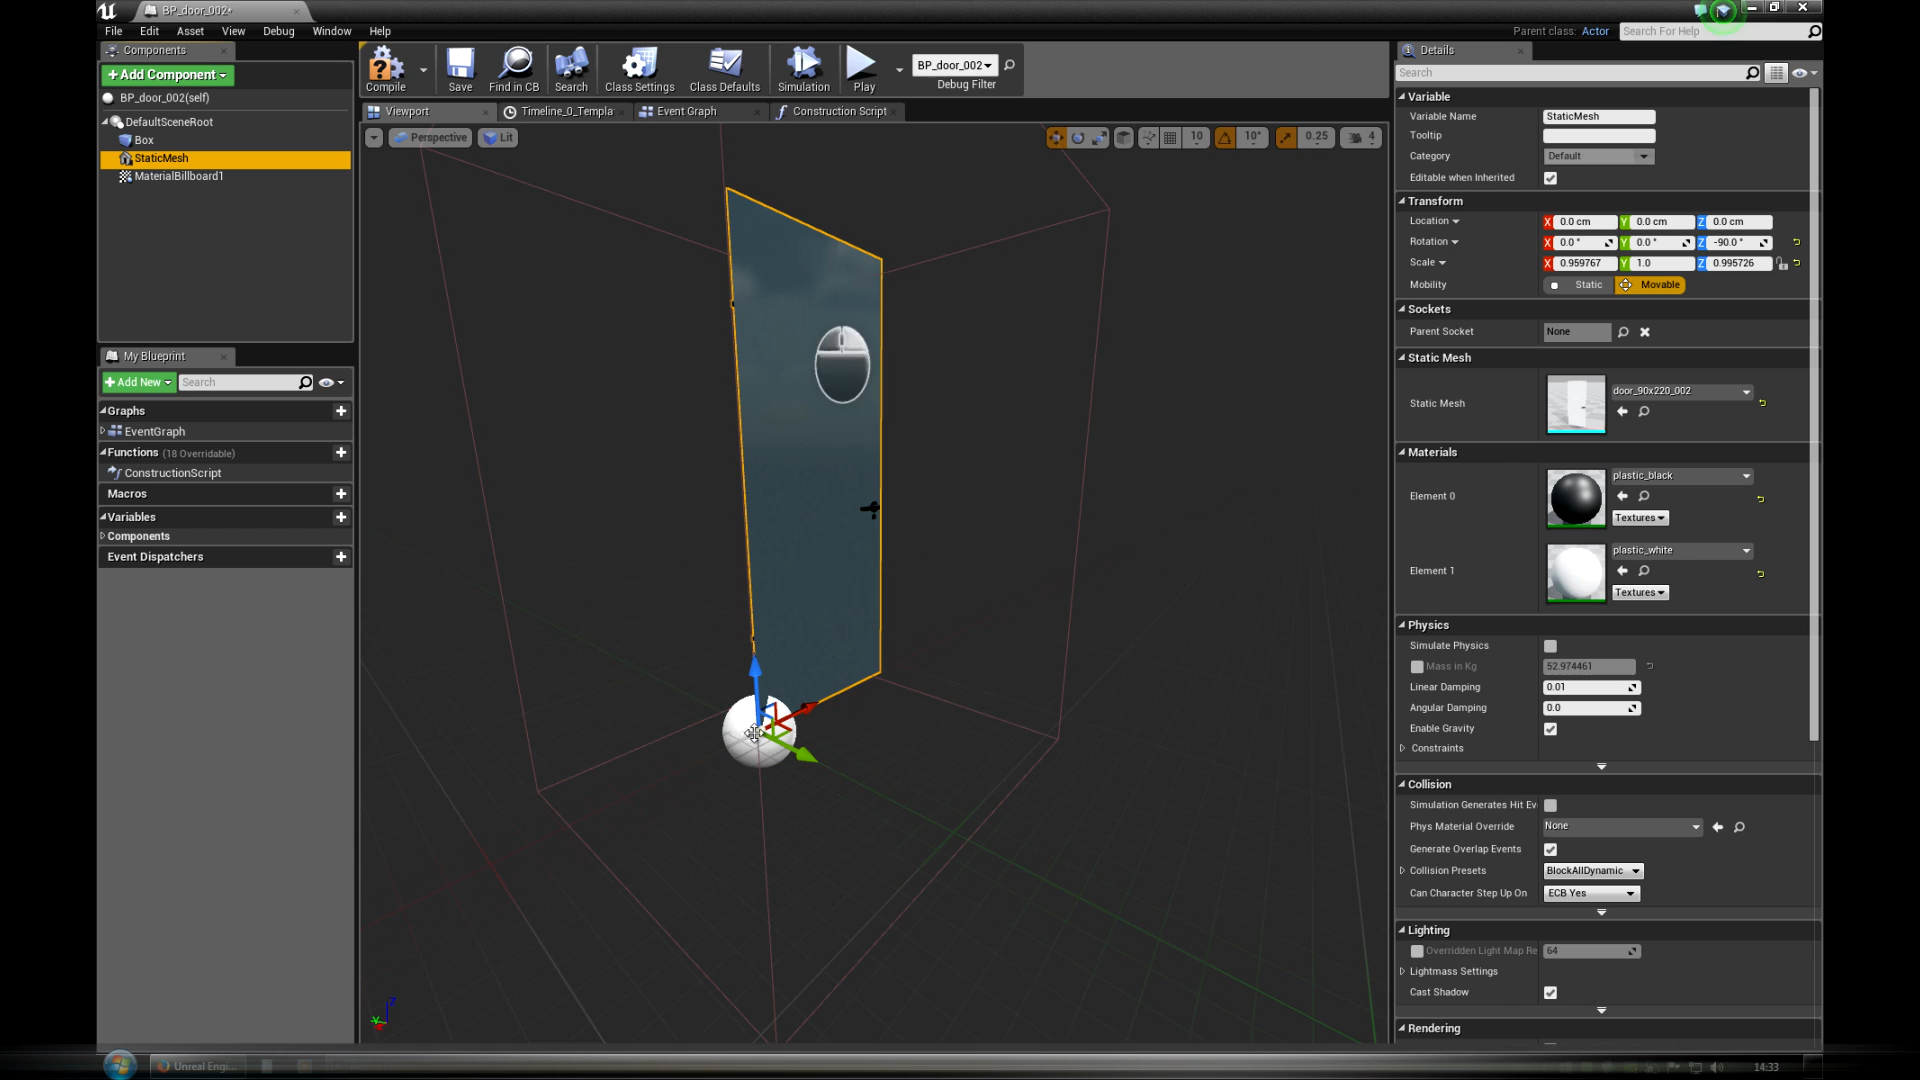 BP_door_002*
File Edit Asset View Debug Window Help
Parent class: Actor Search For Help
Components
+Add Component
BP_door_002(self)
DefaultSceneRoot
Box
StaticMesh
MaterialBillboard1
My Blueprint
+Add New Search
Graphs
EventGraph
Functions (18 Overridable)
ConstructionScript
Macros
Variables
Components
Event Dispatchers
Compile Save Find in CB Search Class Settings Class Defaults Simulation Play
BP_door_002
Debug Filter
Viewport Timeline_0_Templa Event Graph Construction Script
Perspective Lit
10 10° 0.25 4
Details
Search
Variable
Variable Name StaticMesh
Tooltip
Category Default
Editable when Inherited
Transform
Location X 0.0 cm Y 0.0 cm Z 0.0 cm
Rotation X 0.0 ° Y 0.0 ° Z -90.0 °
Scale X 0.959767 Y 1.0 Z 0.995726
Mobility Static Movable
Sockets
Parent Socket None
Static Mesh
Static Mesh door_90x220_002
Materials
Element 0 plastic_black
Textures
Element 1 plastic_white
Textures
Physics
Simulate Physics
Mass in Kg 52.974461
Linear Damping 0.01
Angular Damping 0.0
Enable Gravity
Constraints
Collision
Simulation Generates Hit Ev
Phys Material Override None
Generate Overlap Events
Collision Presets BlockAllDynamic
Can Character Step Up On ECB Yes
Lighting
Overridden Light Map Re 64
Lightmass Settings
Cast Shadow
Rendering
Z
Y
Unreal Engi...
14:33